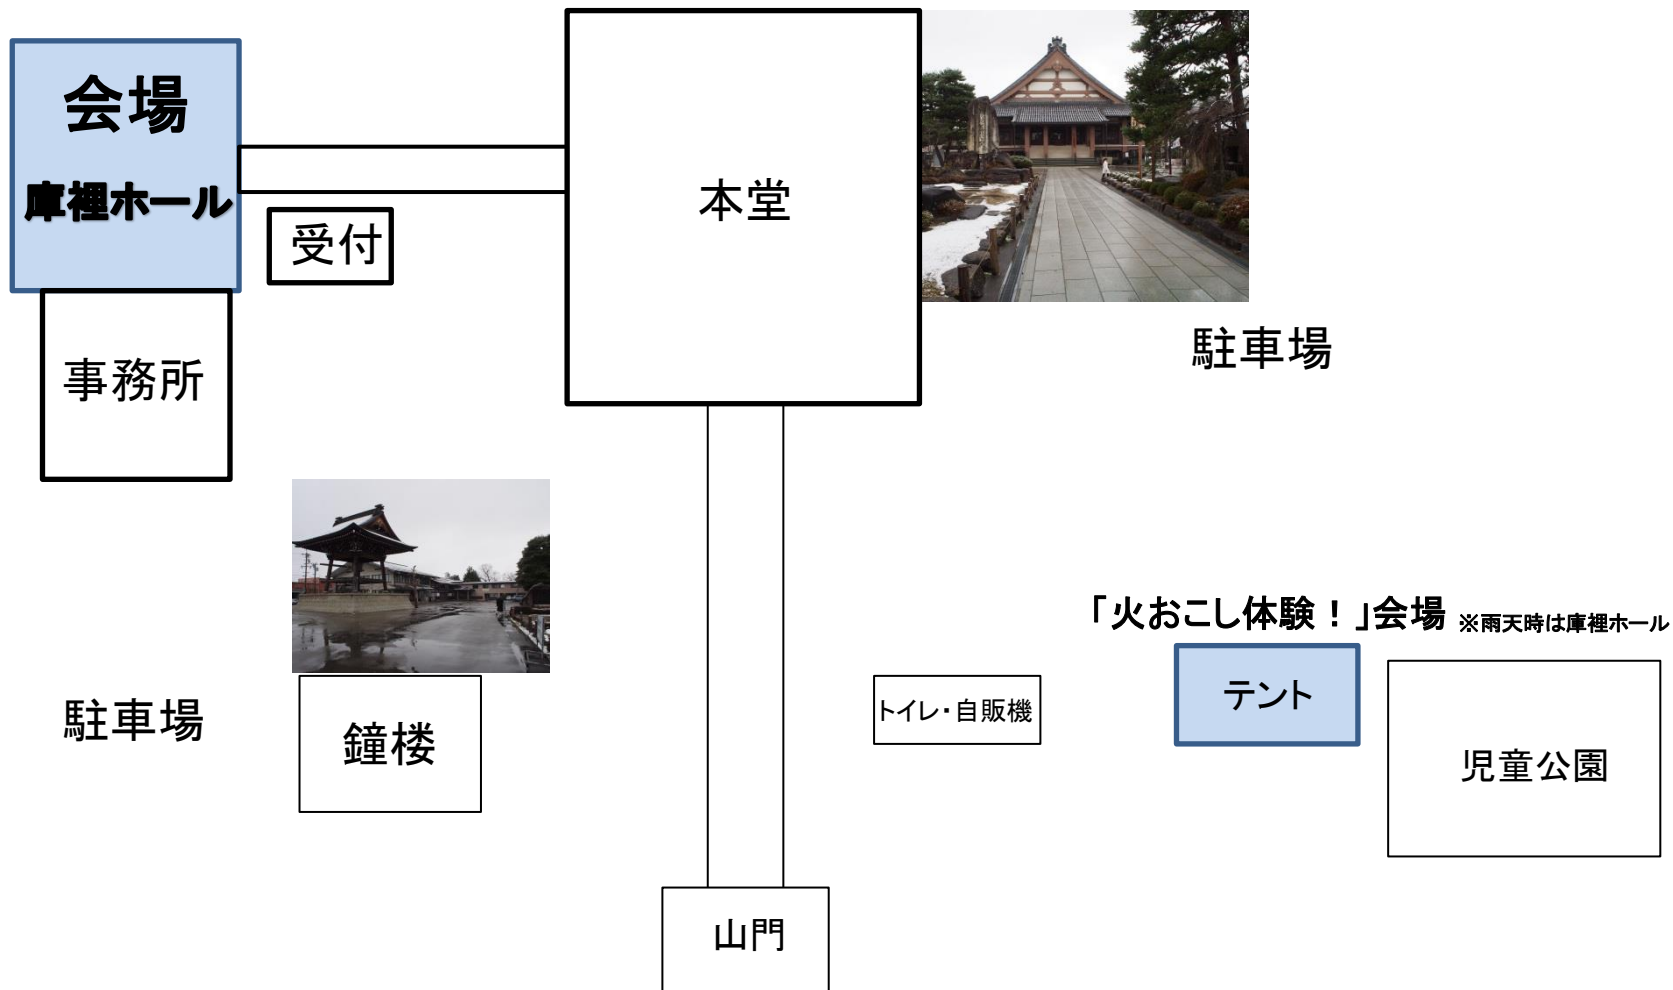 会場
庫裡ホール
受付
本堂
事務所
駐車場
「火おこし体験！」会場 ※雨天時は庫裡ホール
テント
トイレ・自販機
駐車場
鐘楼
児童公園
山門